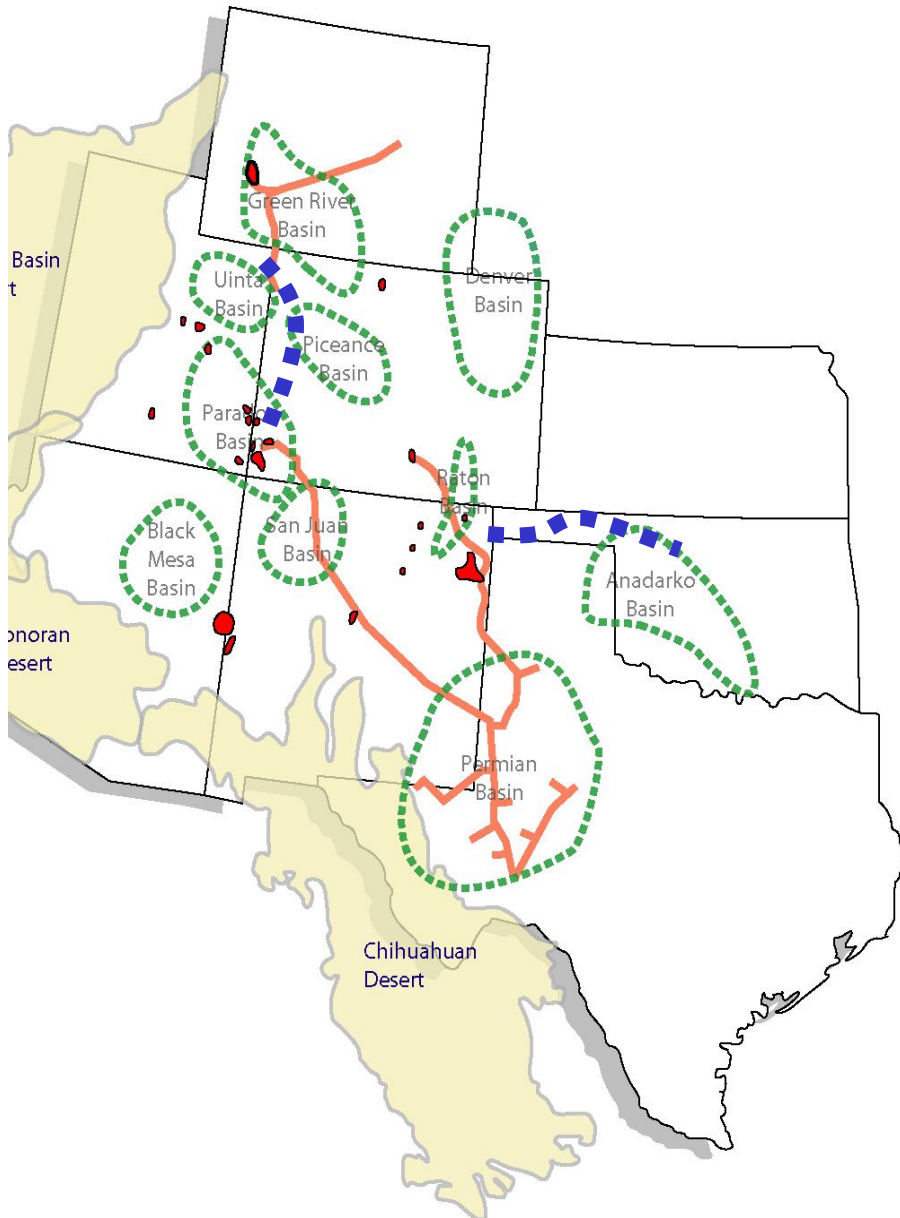 Green River
Basin
Basin
Uinta
Basin
Denver
Basin
Piceance
Basin
Basin
Raton
Basin
Black
Mesa
Basin
San Juan
Basin
Anadarko
Basin
Permian
Basin
Chihuahuan
Desert